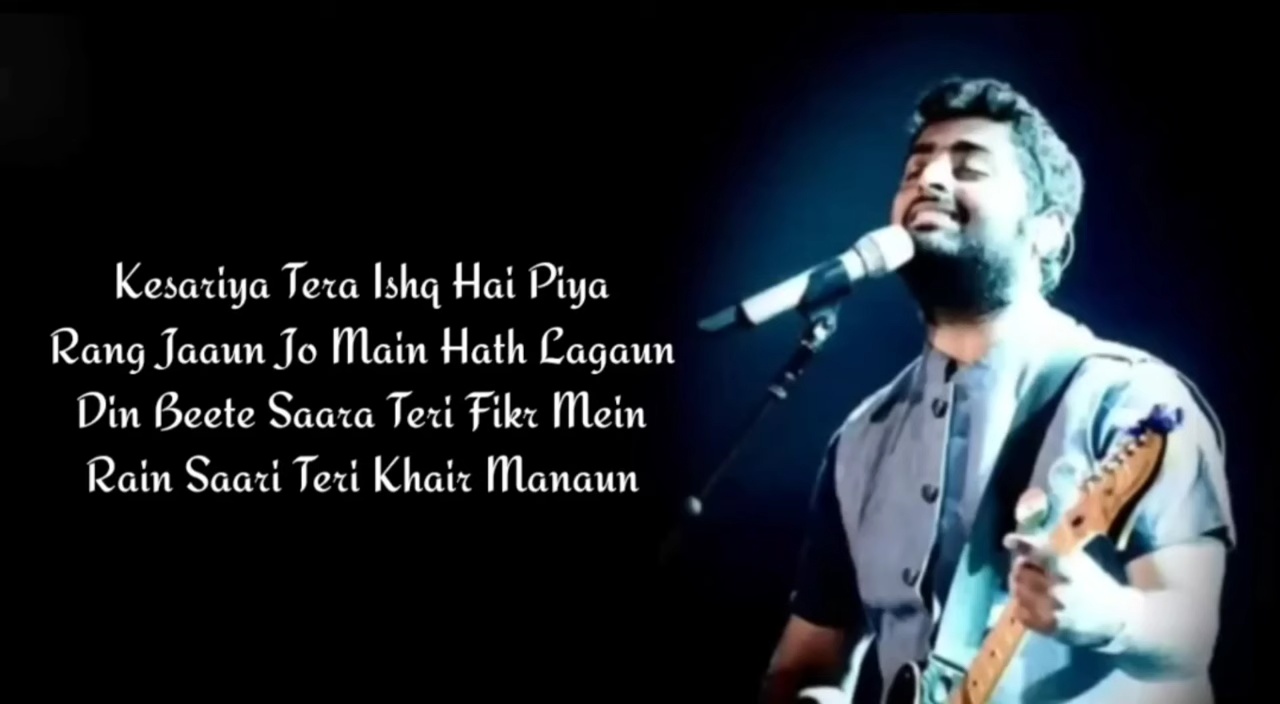 Kesariya Tera Ishq Hai Piya
Rang Jaaun Jo Main Hath Lagaun
Din Beete Saara Teri Fikr Mein
Rain Saari Teri Khair Manaun